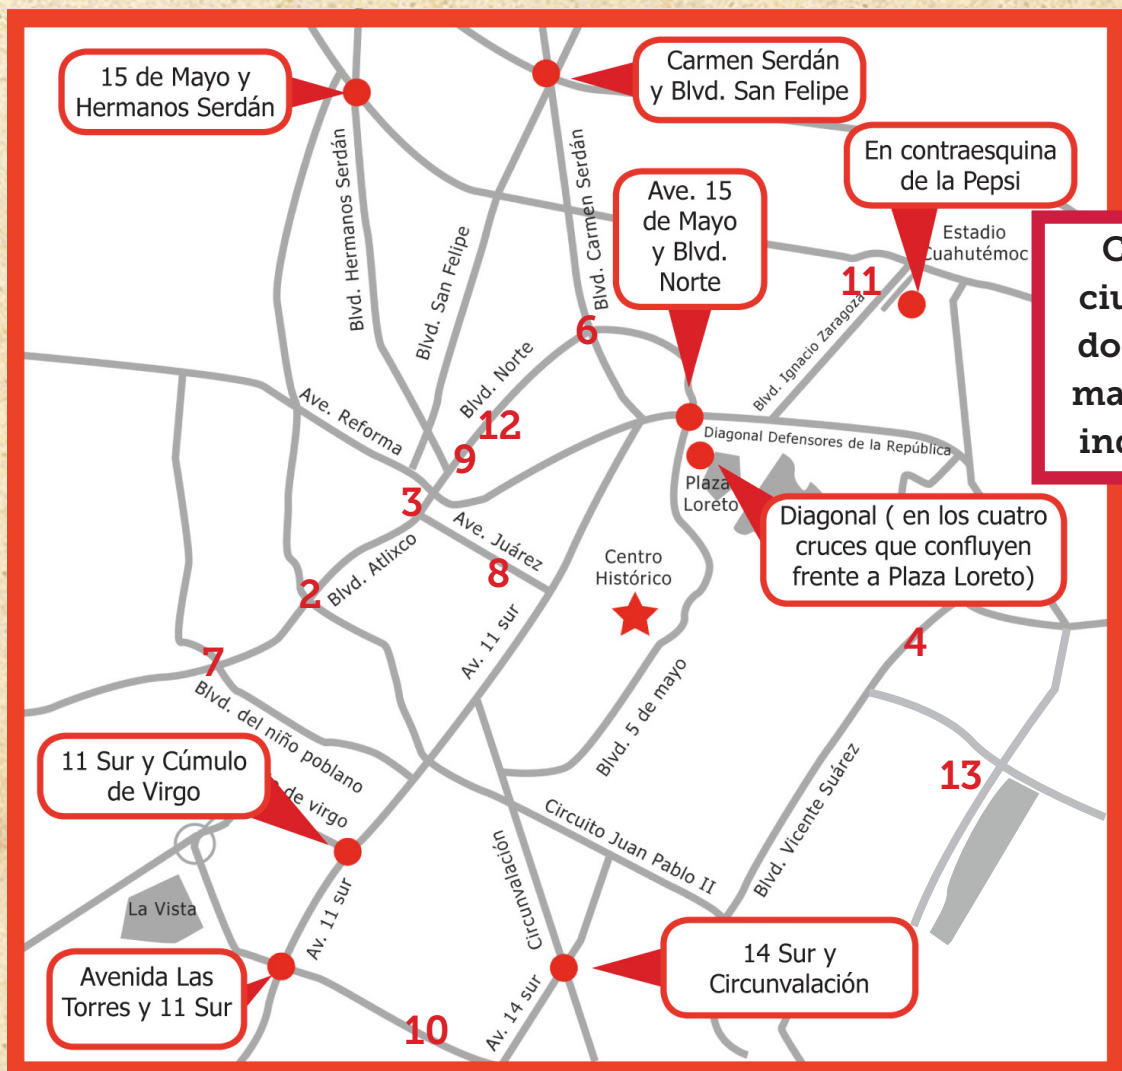 15 de Mayo y
Hermanos Serdán
Carmen Serdán
y Blvd. San Felipe
En contraesquina
de la Pepsi
Ave. 15
de Mayo
y Blvd.
Norte
Estadio
Cuahutémoc
11
Blvd. Hermanos Serdán
Blvd. San Felipe
Blvd. Carmen Serdán
Blvd. Ignacio Zaragoza
6
Blvd. Norte
12
9
Ave. Reforma
3
Diagonal Defensores de la República
Plaza
Loreto
Diagonal ( en los cuatro
cruces que confluyen
frente a Plaza Loreto)
Ave. Juárez
8
Blvd. Atlixco
2
Centro
Histórico
Av. 11 sur
4
7
Blvd. del niño poblano
Blvd. 5 de mayo
11 Sur y Cúmulo
de Virgo
de virgo
13
Circuito Juan Pablo II
Blvd. Vicente Suárez
Circunvalación
La Vista
Av. 11 sur
Avenida Las
Torres y 11 Sur
14 Sur y
Circunvalación
Av. 14 sur
10